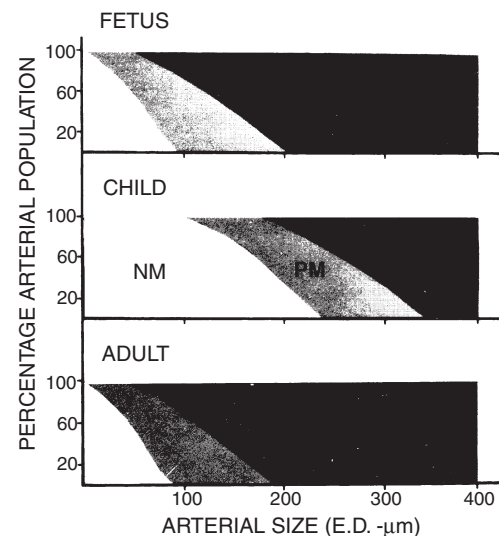 FETUS
100
60
20
CHILD
100
60
20
NM
PM
ADULT
100
60
20
100 200 300 400
PERCENTAGE ARTERIAL POPULATION
ARTERIAL SIZE (E.D. -μm)